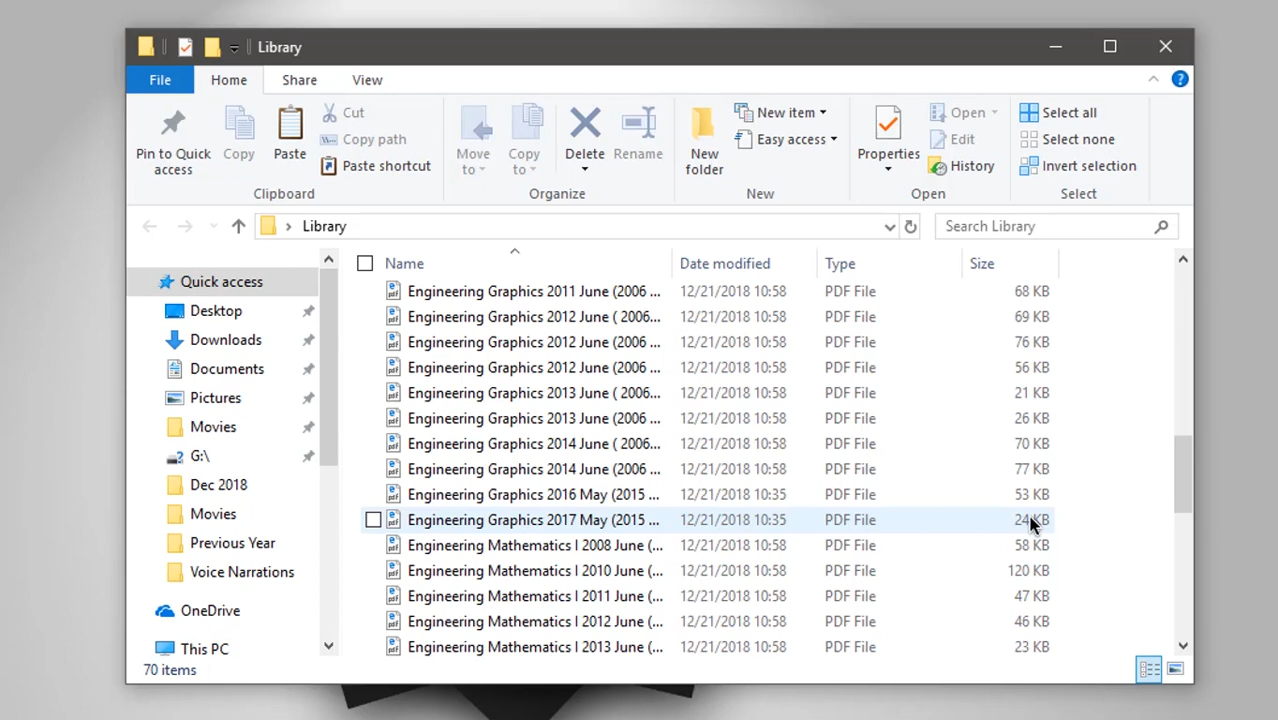 Library
File Home Share View
Pin to Quick access
Copy
Paste
Cut
Copy path
Paste shortcut
Clipboard
Move to
Copy to
Delete
Rename
Organize
New folder
New item
Easy access
New
Properties
Open
Edit
History
Open
Select all
Select none
Invert selection
Select
Library
Search Library
Quick access
Desktop
Downloads
Documents
Pictures
Movies
G:\
Dec 2018
Movies
Previous Year
Voice Narrations
OneDrive
This PC
Name Date modified Type Size
Engineering Graphics 2011 June (2006 ... 12/21/2018 10:58 PDF File 68 KB
Engineering Graphics 2012 June ( 2006... 12/21/2018 10:58 PDF File 69 KB
Engineering Graphics 2012 June (2006 ... 12/21/2018 10:58 PDF File 76 KB
Engineering Graphics 2012 June (2006 ... 12/21/2018 10:58 PDF File 56 KB
Engineering Graphics 2013 June ( 2006... 12/21/2018 10:58 PDF File 21 KB
Engineering Graphics 2013 June (2006 ... 12/21/2018 10:58 PDF File 26 KB
Engineering Graphics 2014 June ( 2006... 12/21/2018 10:58 PDF File 70 KB
Engineering Graphics 2014 June (2006 ... 12/21/2018 10:58 PDF File 77 KB
Engineering Graphics 2016 May (2015 ... 12/21/2018 10:35 PDF File 53 KB
Engineering Graphics 2017 May (2015 ... 12/21/2018 10:35 PDF File 24 KB
Engineering Mathematics I 2008 June (... 12/21/2018 10:58 PDF File 58 KB
Engineering Mathematics I 2010 June (... 12/21/2018 10:58 PDF File 120 KB
Engineering Mathematics I 2011 June (... 12/21/2018 10:58 PDF File 47 KB
Engineering Mathematics I 2012 June (... 12/21/2018 10:58 PDF File 46 KB
Engineering Mathematics I 2013 June (... 12/21/2018 10:58 PDF File 23 KB
70 items